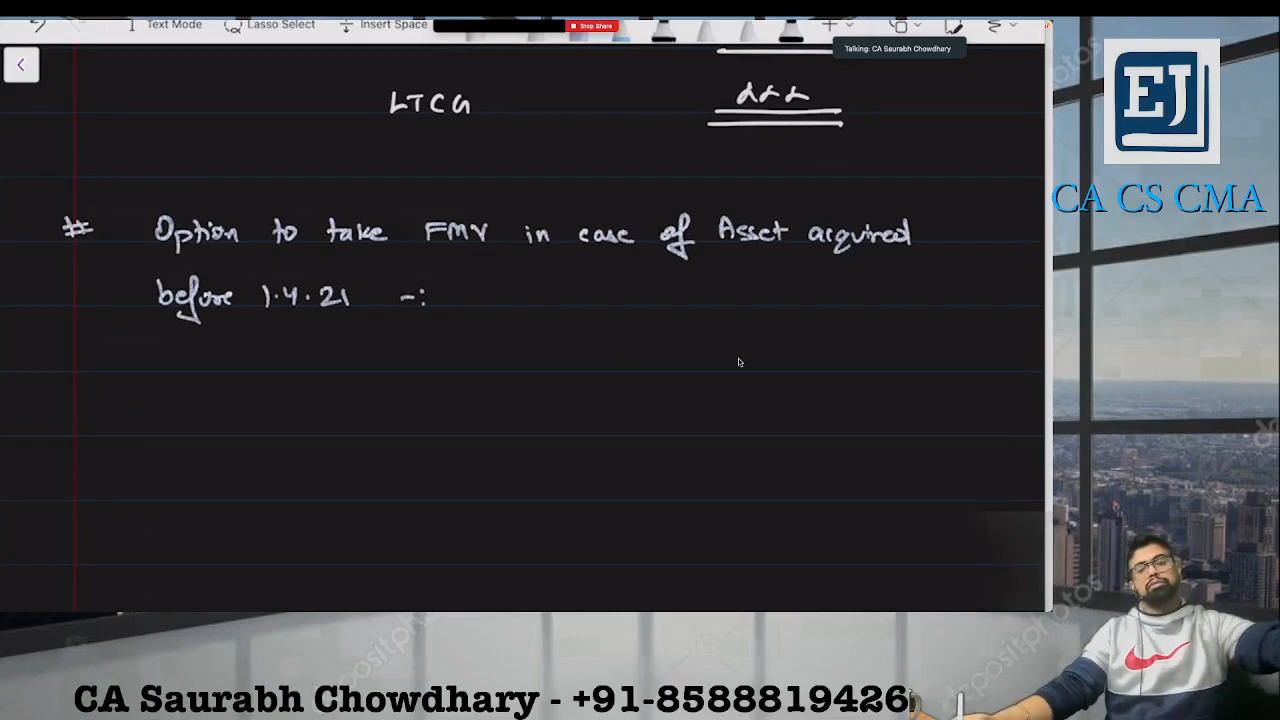 Text Mode
Lasso Select
Insert Space
Stop Share
Talking: CA Saurabh Chowdhary
LTCG
# Option to take FMV in case of Asset acquired
before 1.4.21 -:
EJ
CA CS CMA
CA Saurabh Chowdhary - +91-8588819426